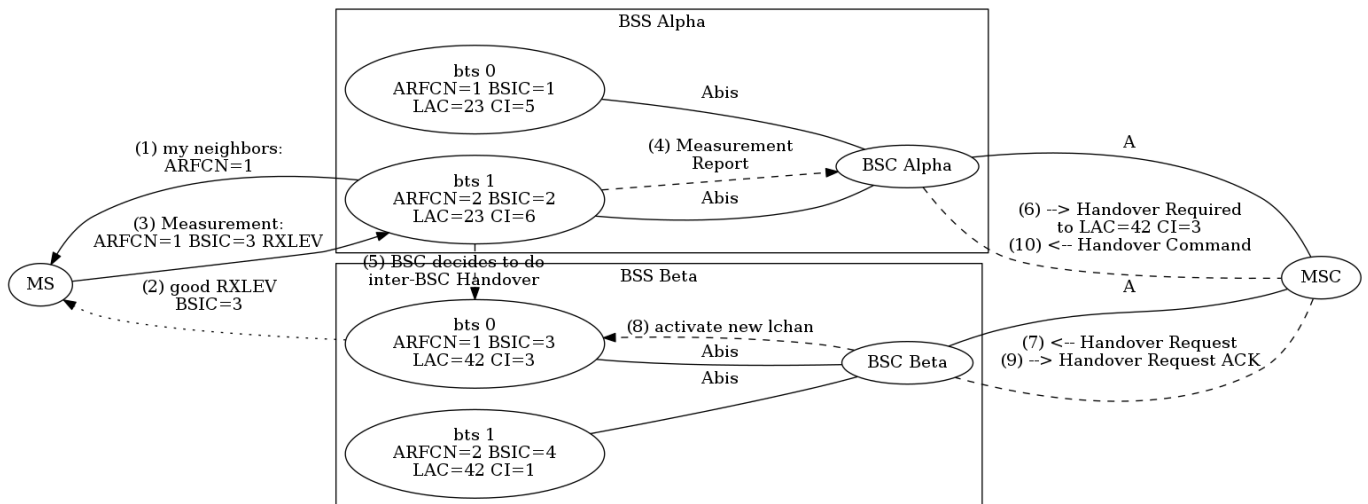 BSS Alpha
bts 0
ARFCN=1 BSIC=1
LAC=23 CI=5
Abis
(1) my neighbors:
ARFCN=1
bts 1
ARFCN=2 BSIC=2
LAC=23 CI=6
(4) Measurement
Report
Abis
BSC Alpha
A
(3) Measurement:
ARFCN=1 BSIC=3 RXLEV
(6) --> Handover Required
to LAC=42 CI=3
(10) <-- Handover Command
MS
(5) BSC decides to do
inter-BSC Handover
BSS Beta
MSC
(2) good RXLEV
BSIC=3
bts 0
ARFCN=1 BSIC=3
LAC=42 CI=3
(8) activate new lchan
Abis
Abis
BSC Beta
A
(7) <-- Handover Request
(9) --> Handover Request ACK
bts 1
ARFCN=2 BSIC=4
LAC=42 CI=1